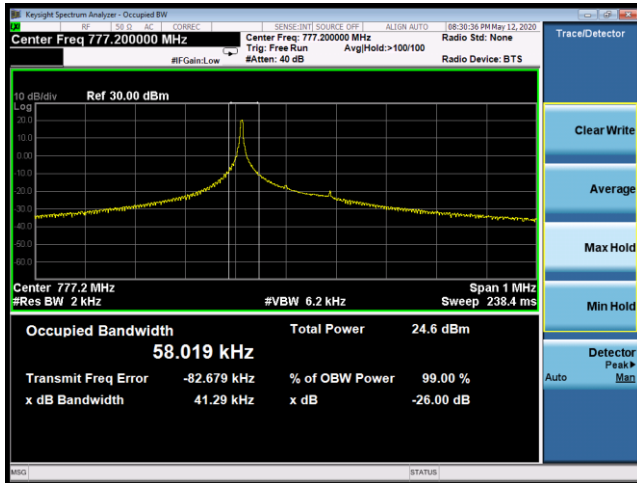 Keysight Spectrum Analyzer - Occupied BW
RF 50 Ω AC CORREC SENSE:INT SOURCE OFF ALIGN AUTO 08:30:36 PM May 12, 2020
Center Freq 777.200000 MHz
Center Freq: 777.200000 MHz
Radio Std: None
Trig: Free Run Avg|Hold:>100/100
#IFGain:Low
#Atten: 40 dB
Radio Device: BTS
Trace/Detector
10 dB/div Ref 30.00 dBm
Log
20.0
10.0
0.00
-10.0
-20.0
-30.0
-40.0
-50.0
-60.0
Center 777.2 MHz
Span 1 MHz
#Res BW 2 kHz
#VBW 6.2 kHz
Sweep 238.4 ms
Occupied Bandwidth
58.019 kHz
Total Power 24.6 dBm
Transmit Freq Error -82.679 kHz
% of OBW Power 99.00 %
x dB Bandwidth 41.29 kHz
x dB -26.00 dB
Clear Write
Average
Max Hold
Min Hold
Detector
Peak▶
Auto Man
MSG
STATUS